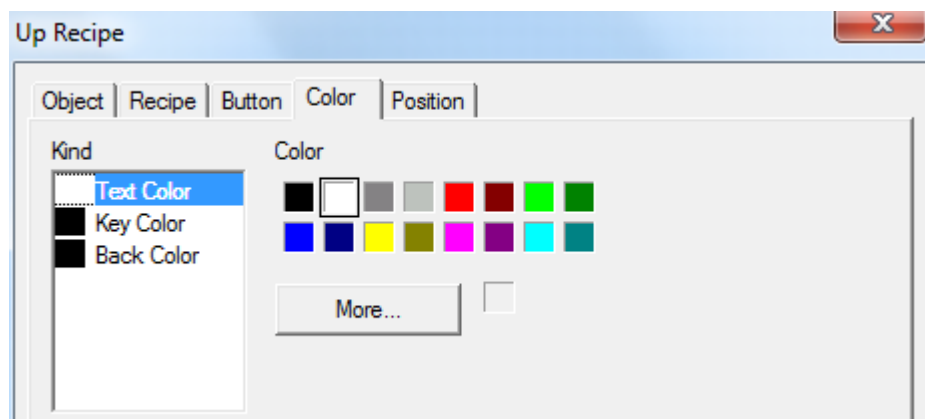 Up Recipe
X
Object Recipe Button Color Position
Kind Color
Text Color
Key Color
Back Color
More...